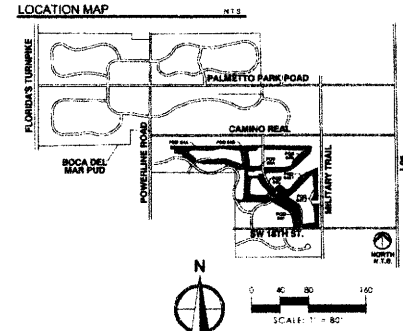 LOCATION MAP NTS
FLORIDA'S TURNPIKE
PALMETTO PARK ROAD
POWERLINE ROAD
CAMINO REAL
BOCA DEL
MAR PUD
MILITARY TRAIL
SW 18TH ST.
NORTH
N.T.S.
N
0 40 80 160
SCALE: 1" = 80'